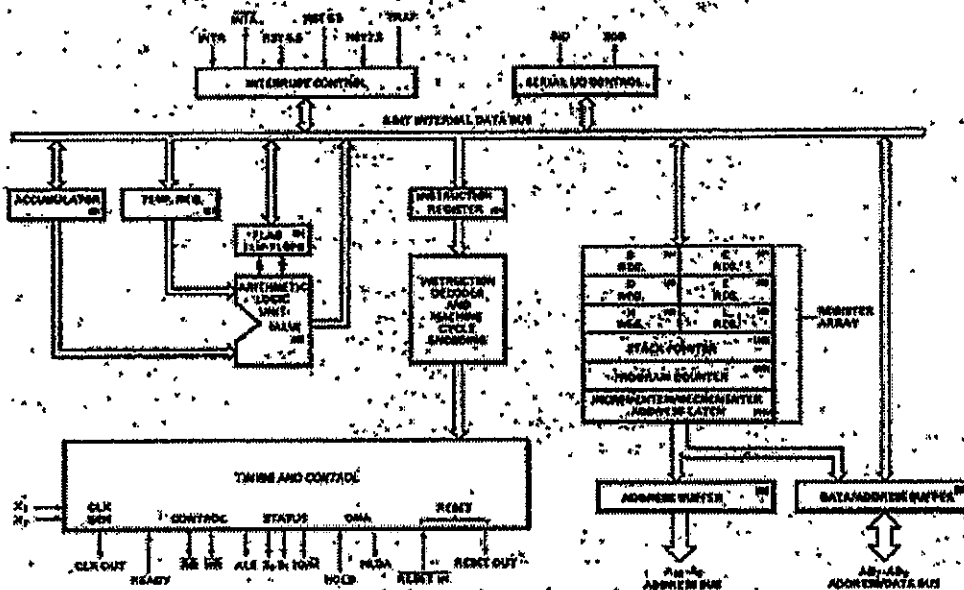 INTA RST 6.5 TRAP
INTR RST 5.5 RST 7.5
SID SOD
INTERRUPT CONTROL
SERIAL I/O CONTROL
8-BIT INTERNAL DATA BUS
ACCUMULATOR
TEMP. REG.
INSTRUCTION
REGISTER
FLAG
FLIP FLOPS
ARITHMETIC
LOGIC
UNIT
INSTRUCTION
DECODER
AND
MACHINE
CYCLE
ENCODING
REG. REG.
D E
REG. REG.
H L
REG. REG.
STACK POINTER
PROGRAM COUNTER
INCREMENTER/DECREMENTER
ADDRESS LATCH
REGISTER
ARRAY
TIMING AND CONTROL
CLK
GEN
CONTROL STATUS DMA RESET
ADDRESS BUFFER
DATA/ADDRESS BUFFER
CLK OUT
READY
RD WR
ALE S₀ S₁ IO/M
HOLD
HLDA
RESET IN
RESET OUT
ADDRESS BUS
ADDRESS/DATA BUS